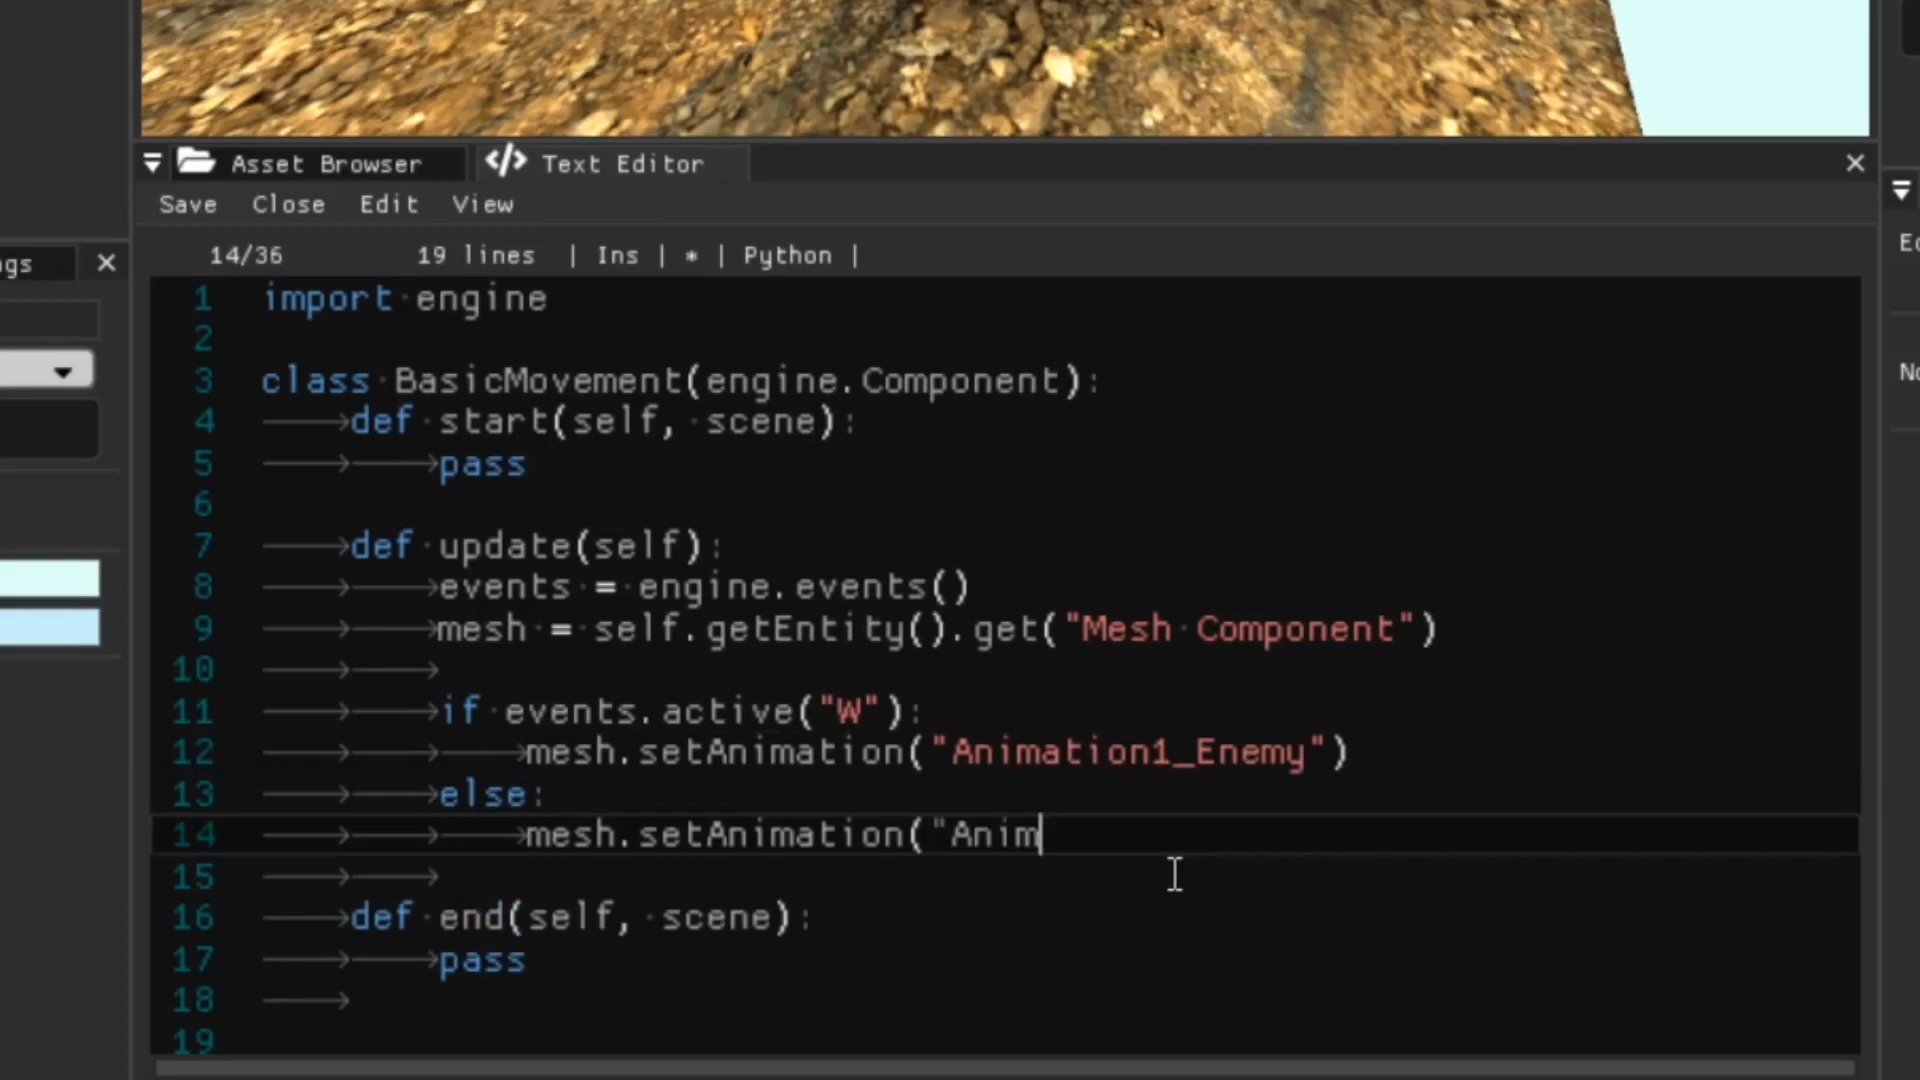 Asset Browser
Text Editor
Save Close Edit View
gs
14/36 19 lines | Ins | * | Python |
1 import engine
2
3 class BasicMovement(engine.Component):
4 def start(self, scene):
5 pass
6
7 def update(self):
8 events = engine.events()
9 mesh = self.getEntity().get("Mesh Component")
10
11 if events.active("W"):
12 mesh.setAnimation("Animation1_Enemy")
13 else:
14 mesh.setAnimation("Anim
15
16 def end(self, scene):
17 pass
18
19